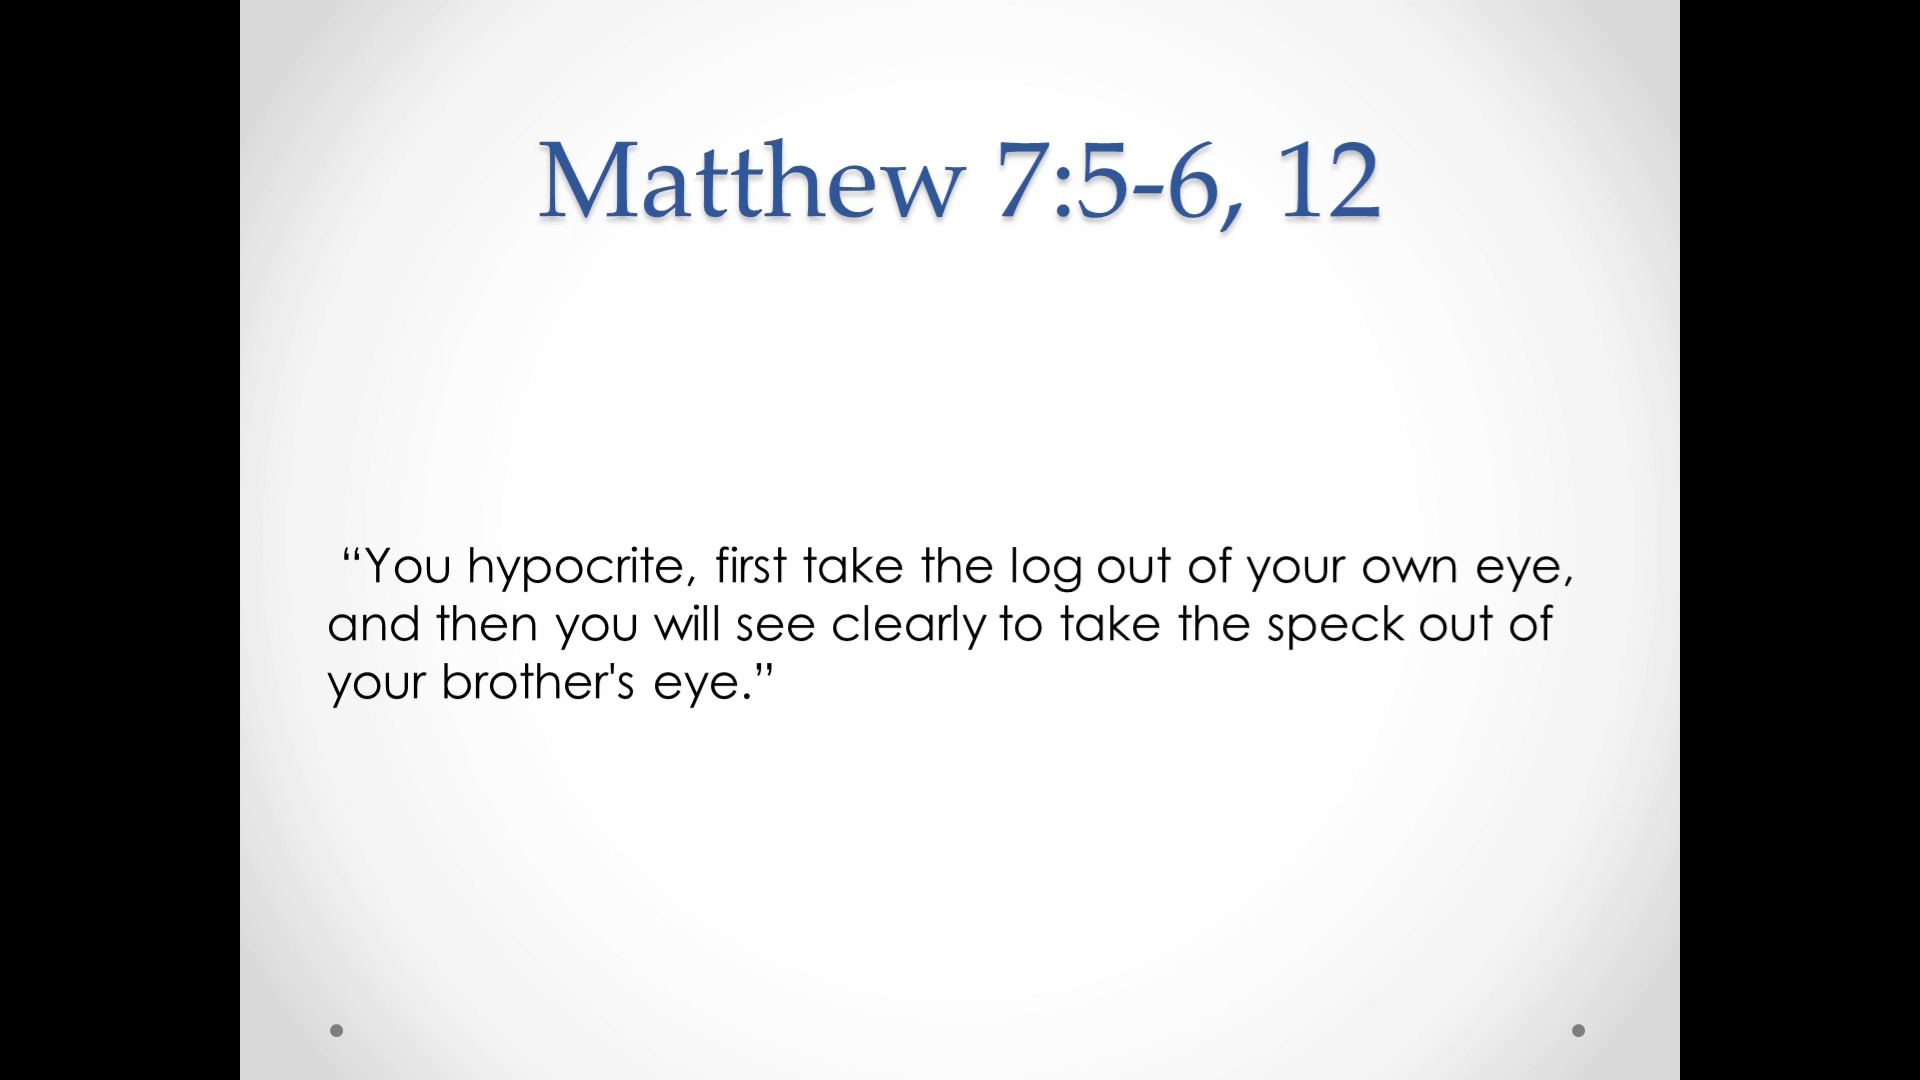 Matthew 7:5-6, 12
“You hypocrite, first take the log out of your own eye,
and then you will see clearly to take the speck out of
your brother's eye.”